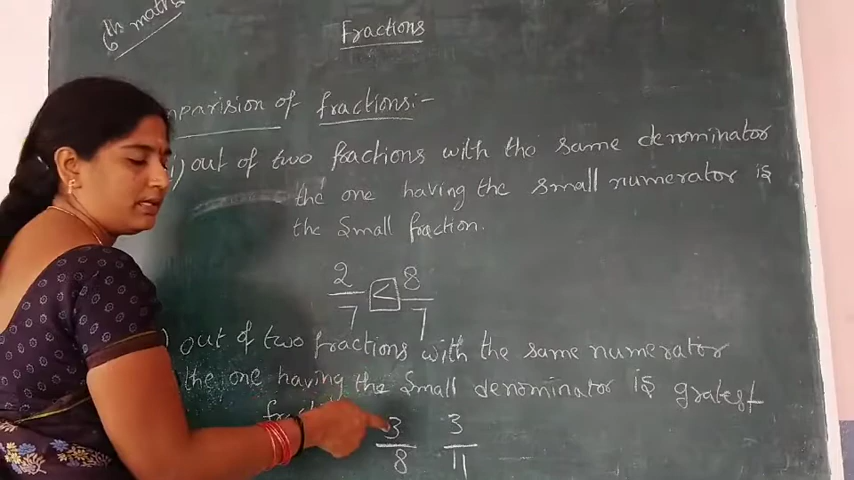 6th maths
Fractions
mparision of fractions:-
i) out of two fractions with tho same denominator
the one having the small numerator is
the small fraction.
2/7 < 8/7
) out of two fractions with the same numerator
the one having the small denominator is gratest
3/8 3/11